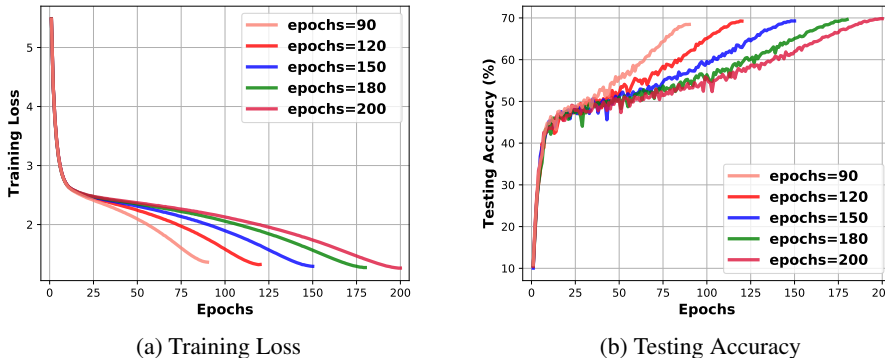 Training Loss
5
4
3
2
epochs=90
epochs=120
epochs=150
epochs=180
epochs=200
0 25 50 75 100 125 150 175 200
Epochs
(a) Training Loss
Testing Accuracy (%)
70
60
50
40
30
20
10
epochs=90
epochs=120
epochs=150
epochs=180
epochs=200
0 25 50 75 100 125 150 175 200
Epochs
(b) Testing Accuracy